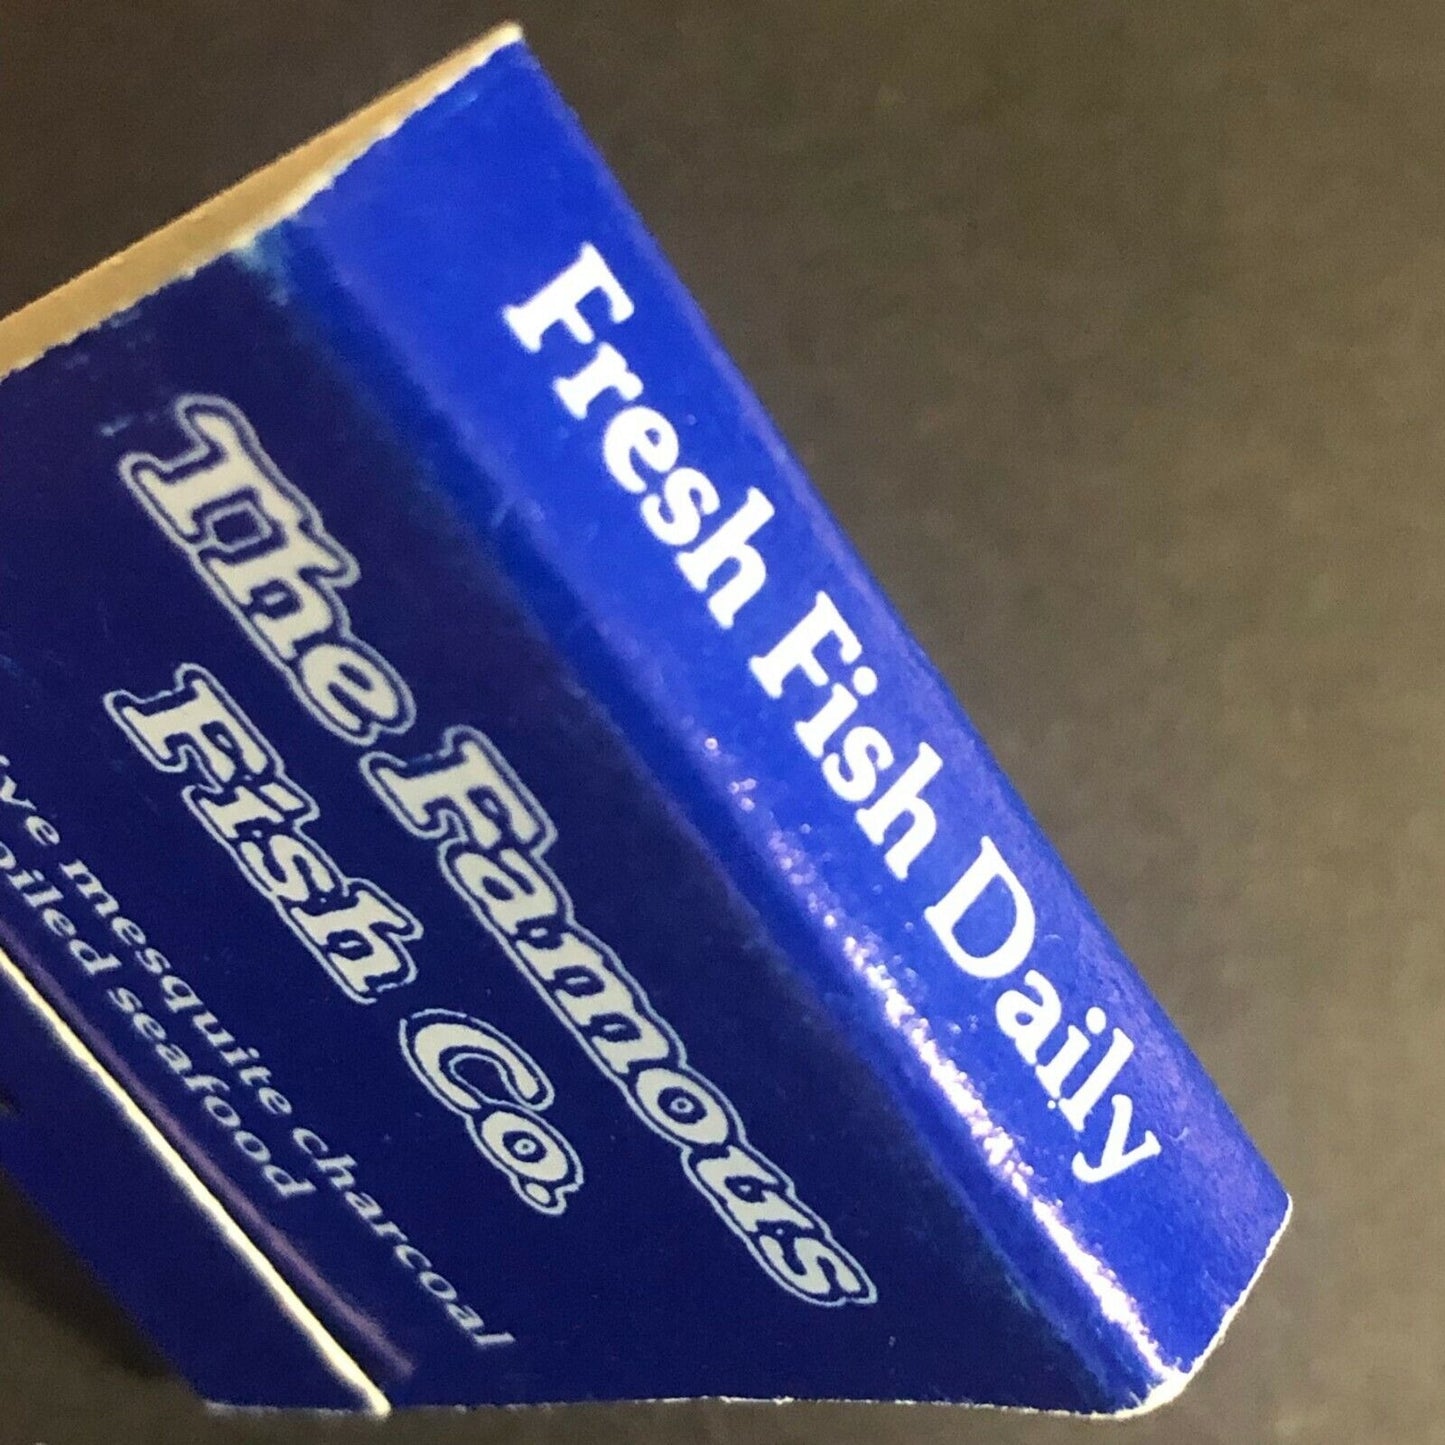 Fresh Fish Daily
The Famous
Fish Co.
mesquite charcoal
seafood